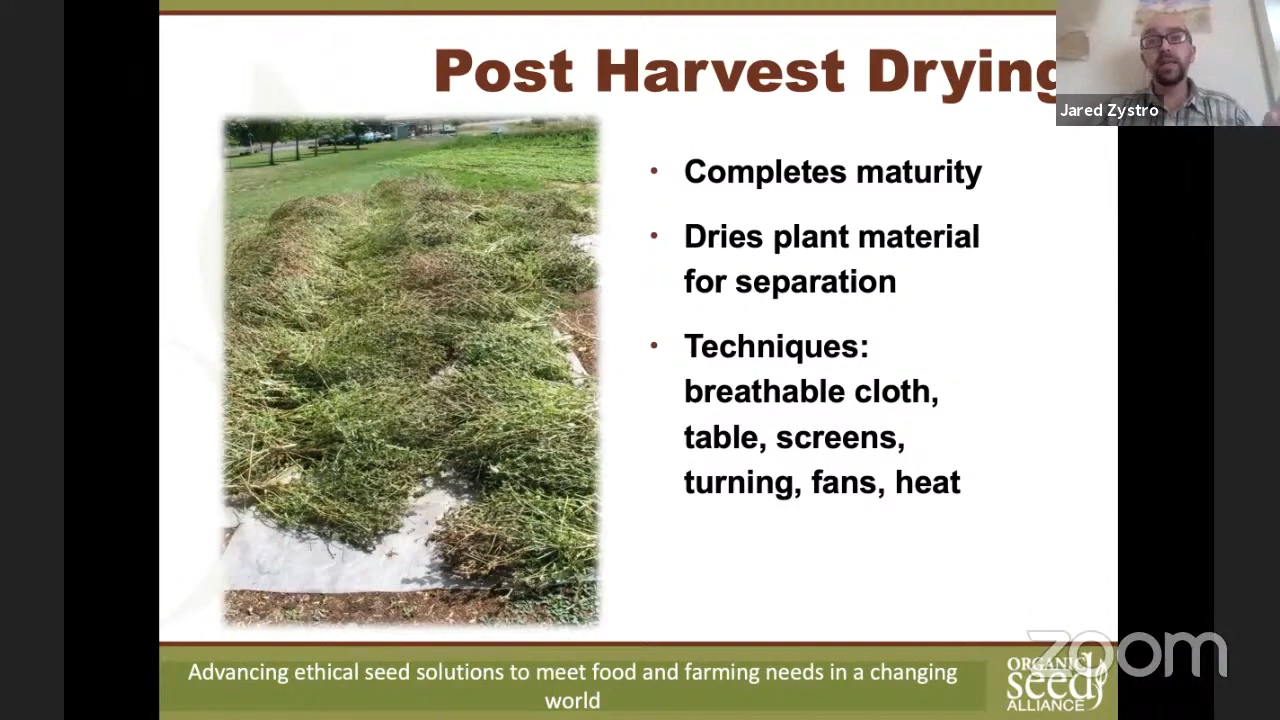 Post Harvest Drying
Jared Zystro
• Completes maturity
• Dries plant material
for separation
• Techniques:
breathable cloth,
table, screens,
turning, fans, heat
Advancing ethical seed solutions to meet food and farming needs in a changing
world
ORGANIC
seed
ALLIANCE
zoom